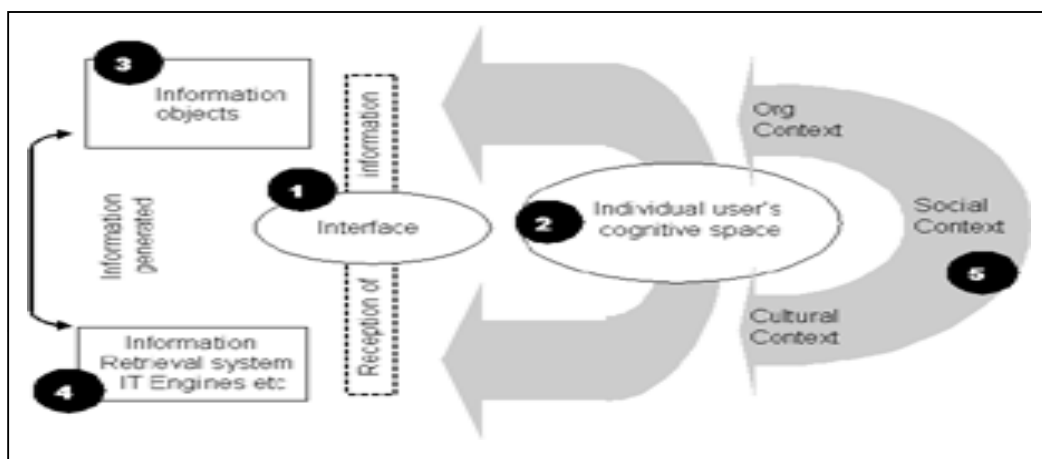 3
Information
objects
Information
generated
4
Information
Retrieval system
IT Engines etc
1
Interface
Reception of
information
2
Individual user's
cognitive space
Org
Context
Social
Context
5
Cultural
Context